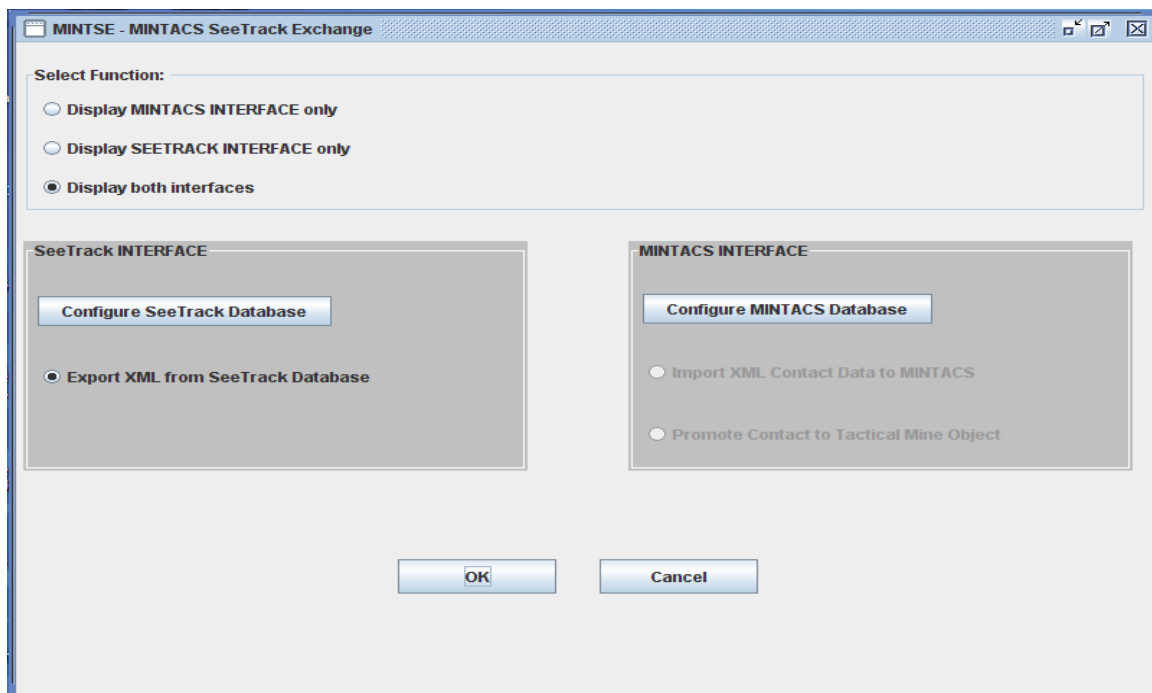 MINTSE - MINTACS SeeTrack Exchange
Select Function:
Display MINTACS INTERFACE only
Display SEETRACK INTERFACE only
Display both interfaces
SeeTrack INTERFACE
Configure SeeTrack Database
Export XML from SeeTrack Database
MINTACS INTERFACE
Configure MINTACS Database
Import XML Contact Data to MINTACS
Promote Contact to Tactical Mine Object
OK
Cancel